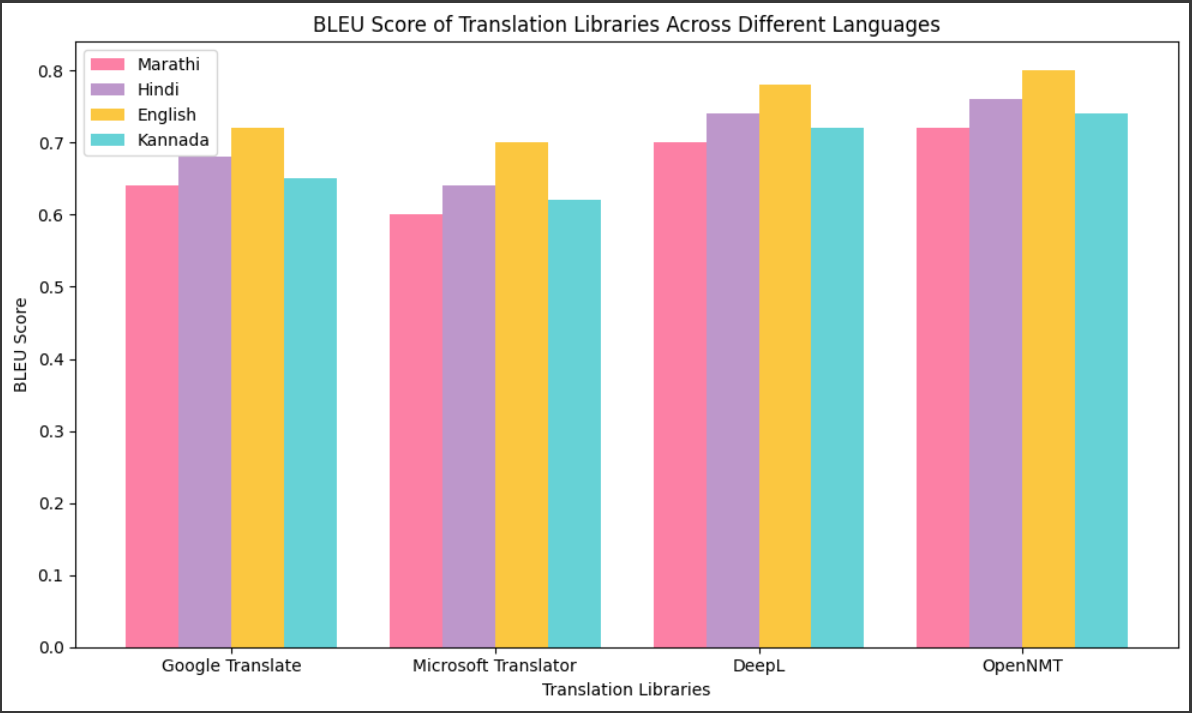 BLEU Score of Translation Libraries Across Different Languages
Marathi
Hindi
English
Kannada
BLEU Score
0.8
0.7
0.6
0.5
0.4
0.3
0.2
0.1
0.0
Google Translate
Microsoft Translator
DeepL
OpenNMT
Translation Libraries